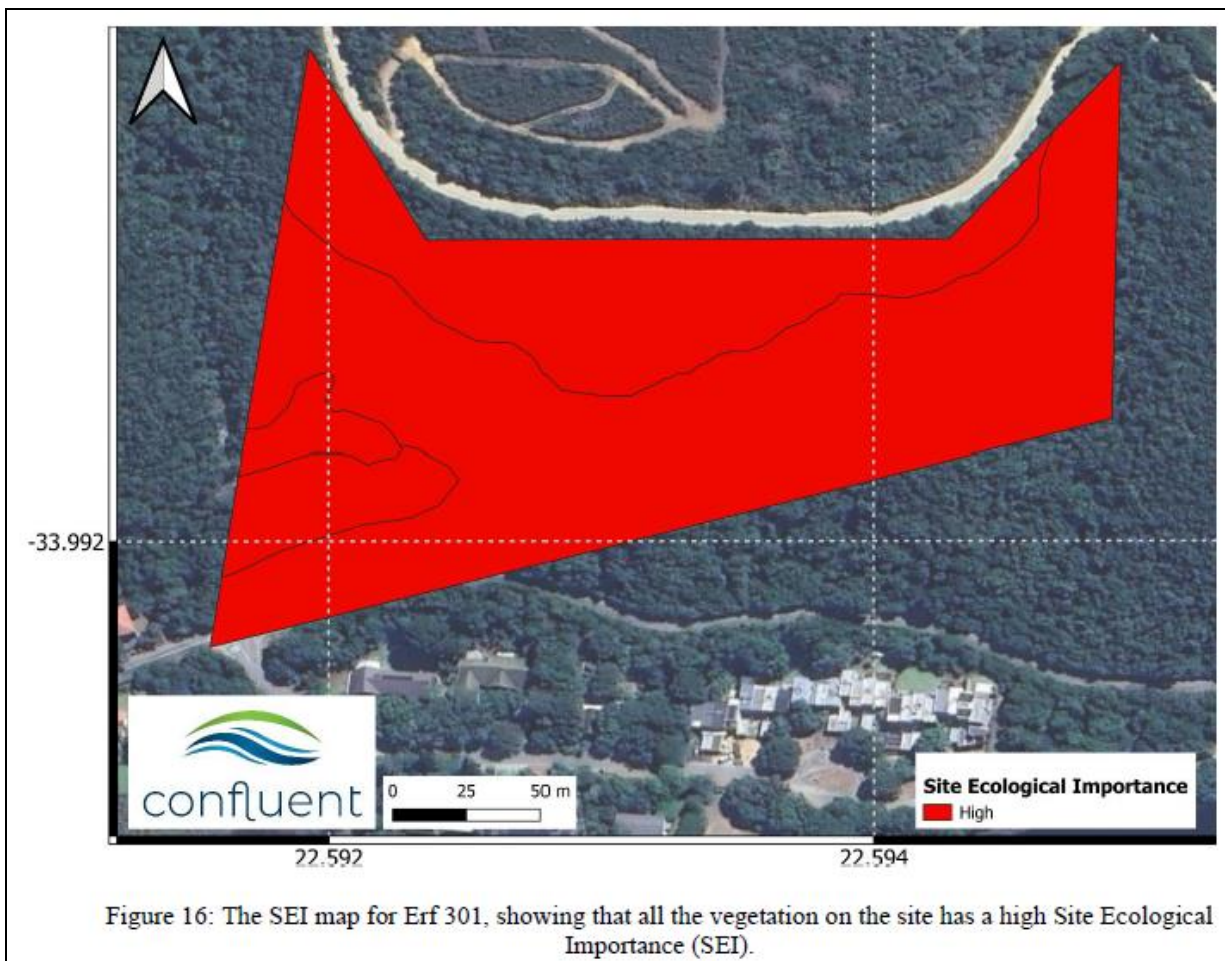 -33.992
confluent
0 25 50 m
Site Ecological Importance
High
22.592 22.594
Figure 16: The SEI map for Erf 301, showing that all the vegetation on the site has a high Site Ecological
Importance (SEI).